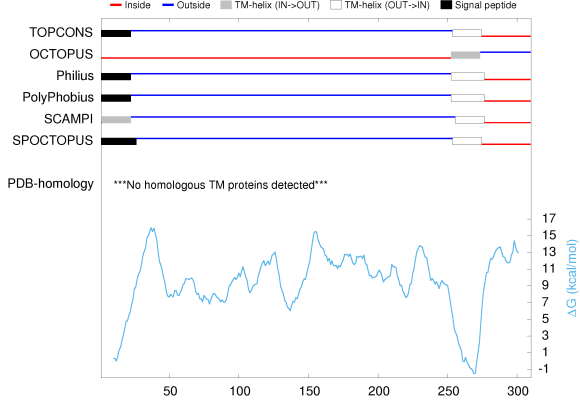 Inside Outside TM-helix (IN->OUT) TM-helix (OUT->IN) Signal peptide
TOPCONS
OCTOPUS
Philius
PolyPhobius
SCAMPI
SPOCTOPUS
PDB-homology ***No homologous TM proteins detected***
17
15
13
11
9
7
5
3
1
-1
ΔG (kcal/mol)
50 100 150 200 250 300